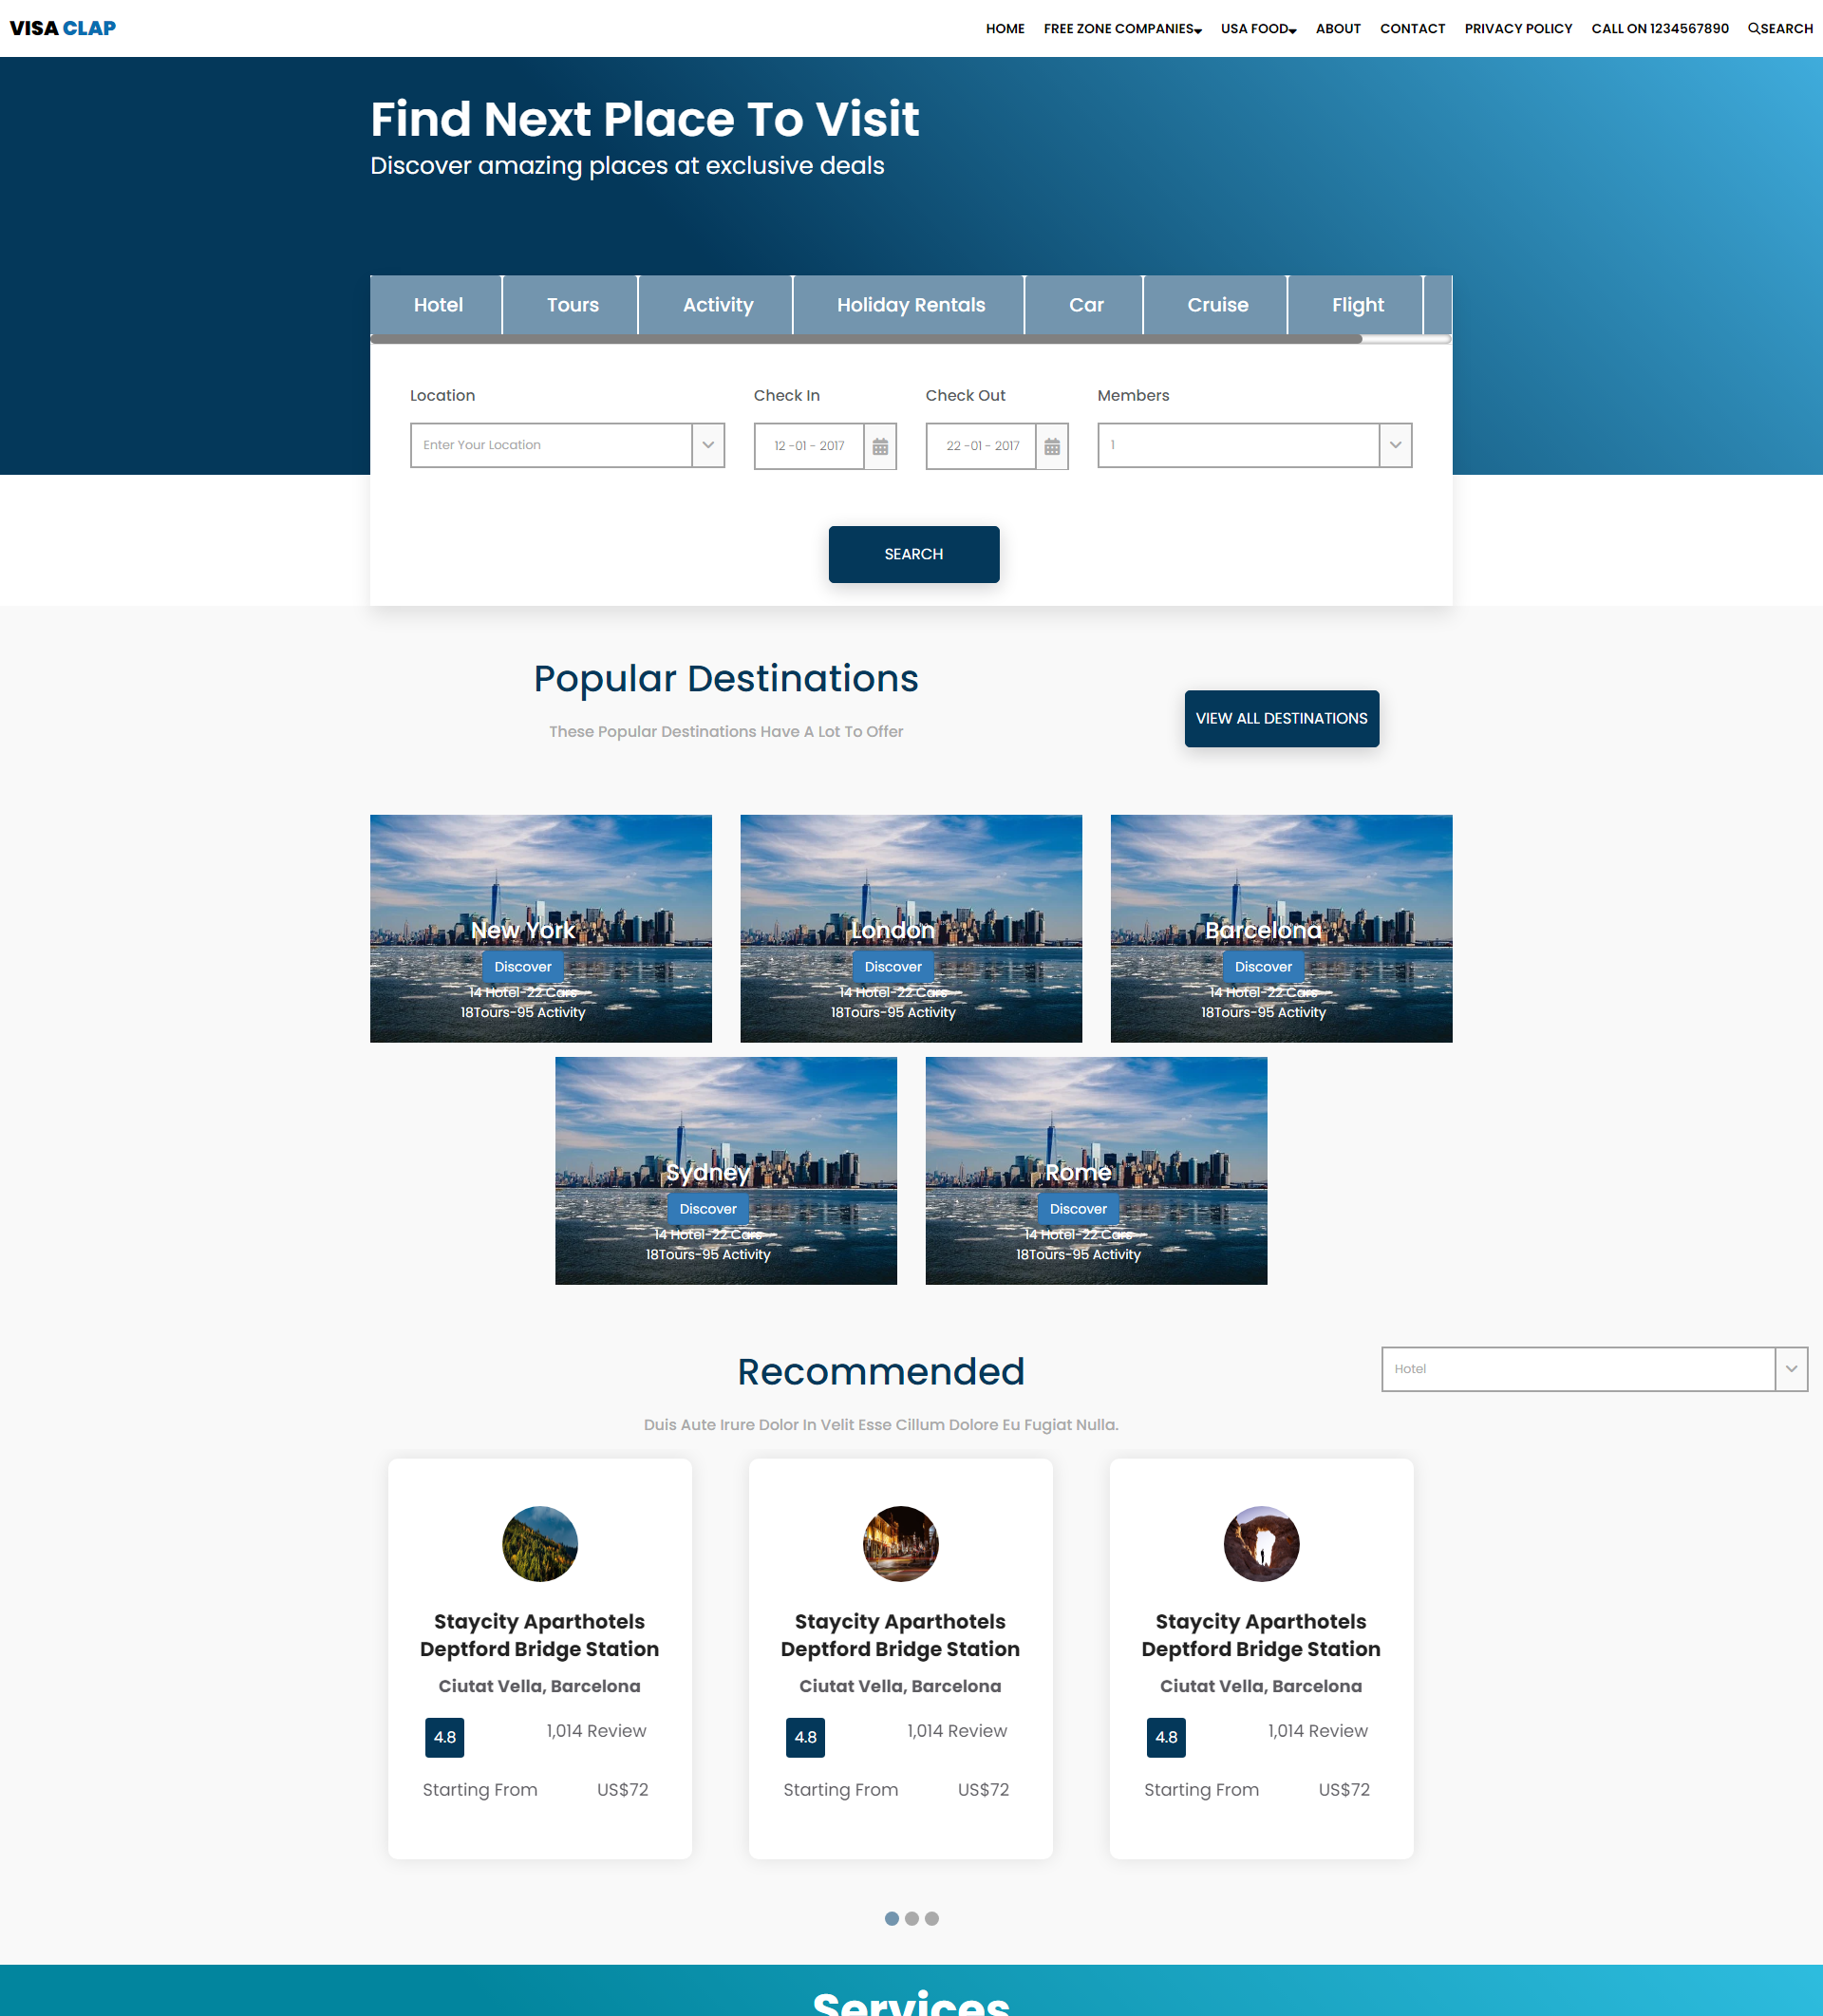 VISA CLAP
HOME FREE ZONE COMPANIES USA FOOD ABOUT CONTACT PRIVACY POLICY CALL ON 1234567890 SEARCH
Find Next Place To Visit
Discover amazing places at exclusive deals
Hotel Tours Activity Holiday Rentals Car Cruise Flight
Location Check In Check Out Members
Enter Your Location 12 -01 - 2017 22 -01 - 2017 1
SEARCH
Popular Destinations
These Popular Destinations Have A Lot To Offer
VIEW ALL DESTINATIONS
New York
Discover
14 Hotel-22 Cars
18Tours-95 Activity
London
Discover
14 Hotel-22 Cars
18Tours-95 Activity
Barcelona
Discover
14 Hotel-22 Cars
18Tours-95 Activity
Sydney
Discover
14 Hotel-22 Cars
18Tours-95 Activity
Rome
Discover
14 Hotel-22 Cars
18Tours-95 Activity
Recommended
Hotel
Duis Aute Irure Dolor In Velit Esse Cillum Dolore Eu Fugiat Nulla.
Staycity Aparthotels
Deptford Bridge Station
Ciutat Vella, Barcelona
4.8 1,014 Review
Starting From US$72
Staycity Aparthotels
Deptford Bridge Station
Ciutat Vella, Barcelona
4.8 1,014 Review
Starting From US$72
Staycity Aparthotels
Deptford Bridge Station
Ciutat Vella, Barcelona
4.8 1,014 Review
Starting From US$72
Services